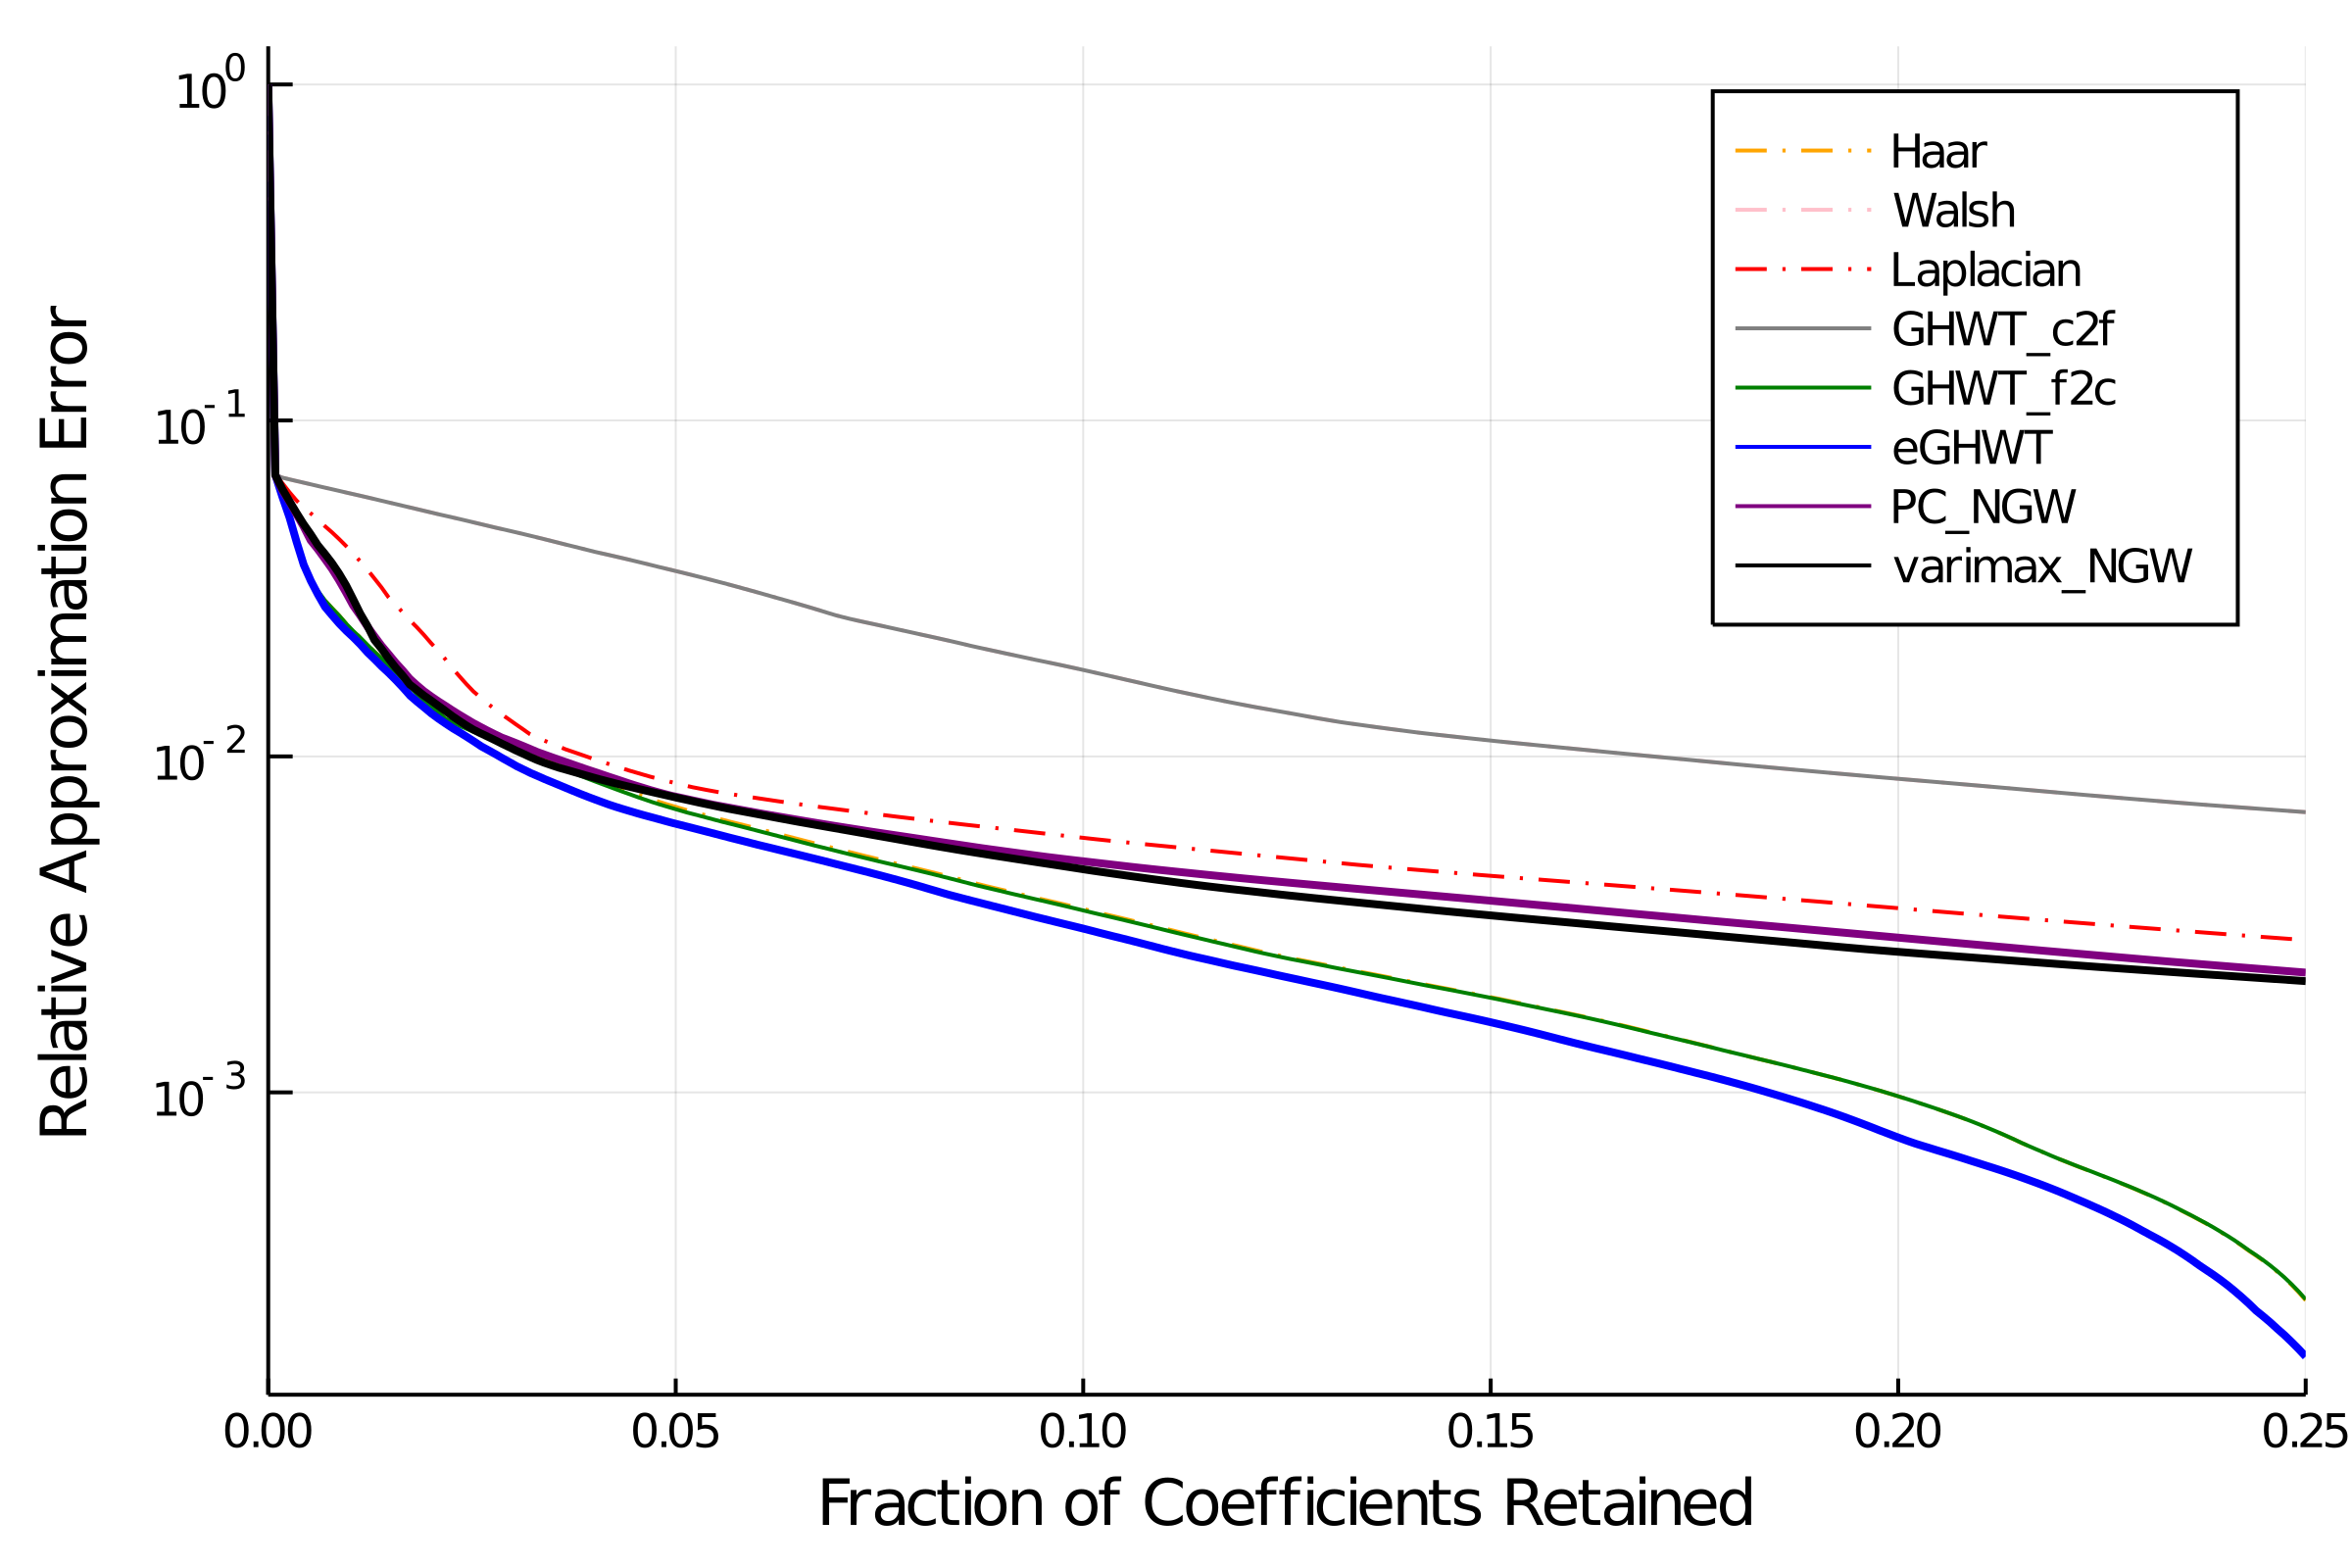 Relative Approximation Error
10^0
10^-1
10^-2
10^-3
Haar
Walsh
Laplacian
GHWT_c2f
GHWT_f2c
eGHWT
PC_NGW
varimax_NGW
0.00 0.05 0.10 0.15 0.20 0.25
Fraction of Coefficients Retained